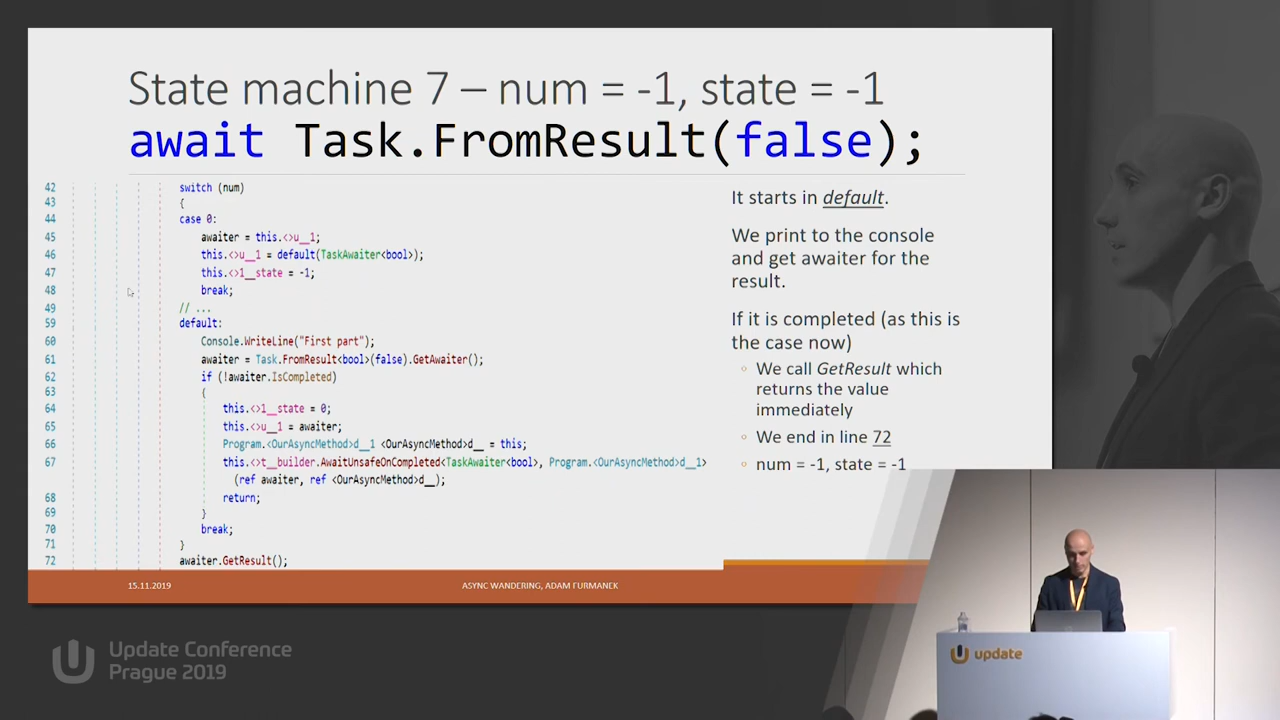 State machine 7 – num = -1, state = -1
await Task.FromResult(false);
42 switch (num)
43 {
44 case 0:
45 awaiter = this.<>u__1;
46 this.<>u__1 = default(TaskAwaiter<bool>);
47 this.<>1__state = -1;
48 break;
49 // ...
59 default:
60 Console.WriteLine("First part");
61 awaiter = Task.FromResult<bool>(false).GetAwaiter();
62 if (!awaiter.IsCompleted)
63 {
64 this.<>1__state = 0;
65 this.<>u__1 = awaiter;
66 Program.<OurAsyncMethod>d__1 <OurAsyncMethod>d__ = this;
67 this.<>t__builder.AwaitUnsafeOnCompleted<TaskAwaiter<bool>, Program.<OurAsyncMethod>d__1>
(ref awaiter, ref <OurAsyncMethod>d__);
68 return;
69 }
70 break;
71 }
72 awaiter.GetResult();
It starts in default.
We print to the console
and get awaiter for the
result.
If it is completed (as this is
the case now)
◦ We call GetResult which
returns the value
immediately
◦ We end in line 72
◦ num = -1, state = -1
15.11.2019
ASYNC WANDERING, ADAM FURMANEK
Update Conference
Prague 2019
update